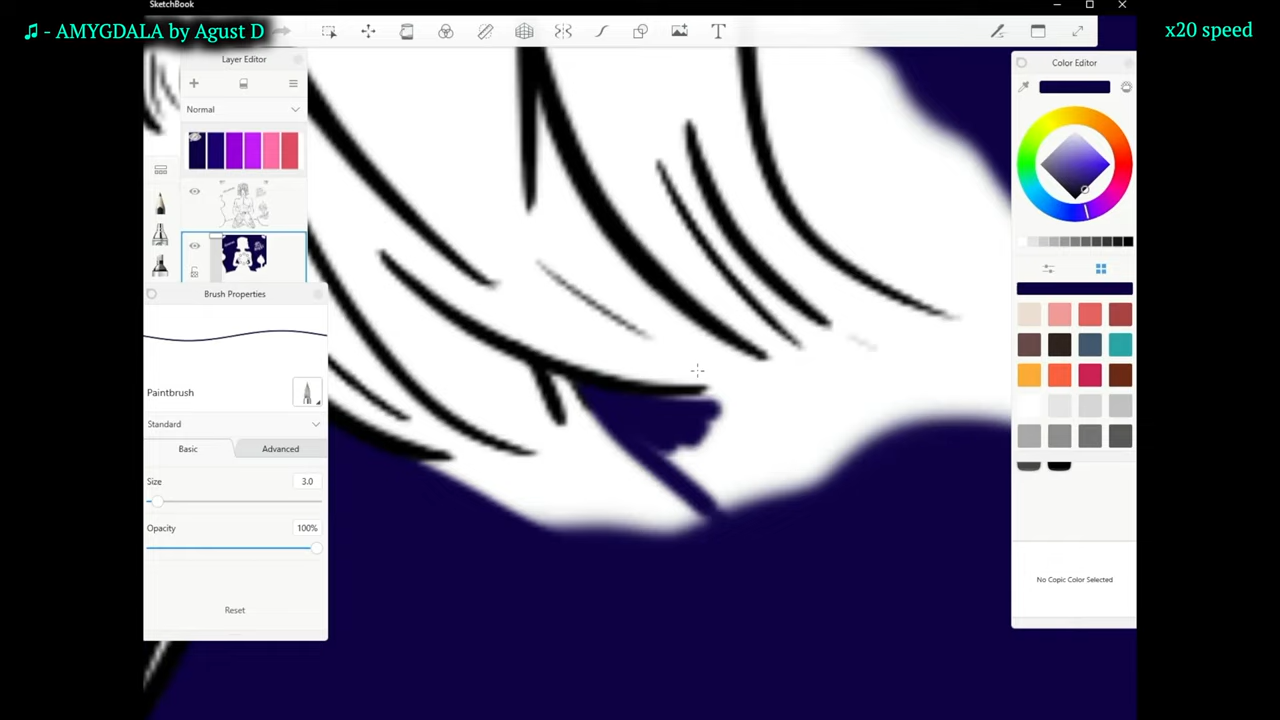 SketchBook
♫ - AMYGDALA by Agust D
x20 speed
Layer Editor
Normal
Brush Properties
Paintbrush
Standard
Basic
Advanced
Size
3.0
Opacity
100%
Reset
T
Color Editor
No Copic Color Selected